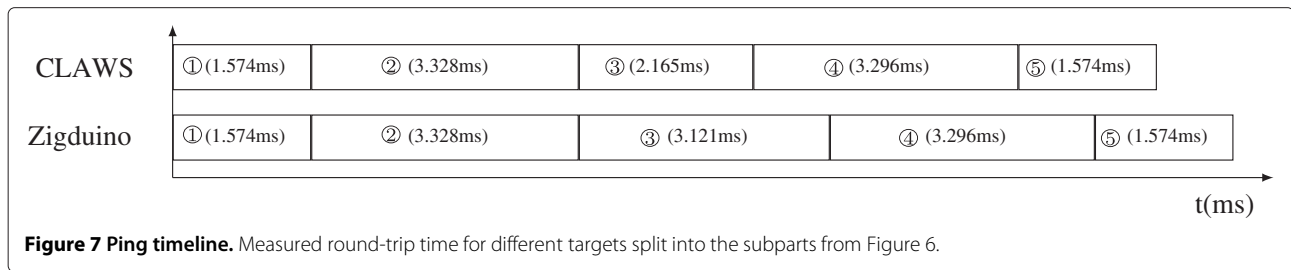 CLAWS ①(1.574ms) ② (3.328ms) ③ (2.165ms) ④ (3.296ms) ⑤ (1.574ms)
Zigduino ①(1.574ms) ② (3.328ms) ③ (3.121ms) ④ (3.296ms) ⑤ (1.574ms)
t(ms)
Figure 7 Ping timeline. Measured round-trip time for different targets split into the subparts from Figure 6.